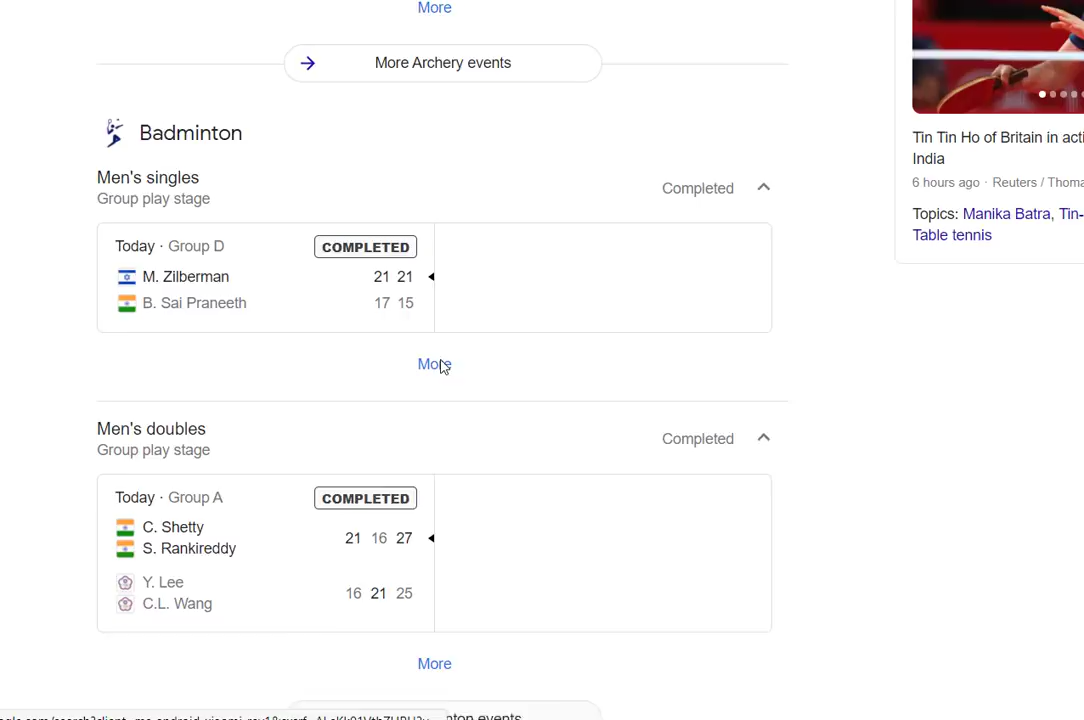 More
More Archery events
Badminton
Men's singles
Group play stage
Completed
Today · Group D
COMPLETED
M. Zilberman 21 21
B. Sai Praneeth 17 15
More
Men's doubles
Group play stage
Completed
Today · Group A
COMPLETED
C. Shetty
S. Rankireddy
21 16 27
Y. Lee
C.L. Wang
16 21 25
More
events
Tin Tin Ho of Britain in acti
India
6 hours ago · Reuters / Thoma
Topics: Manika Batra, Tin-
Table tennis